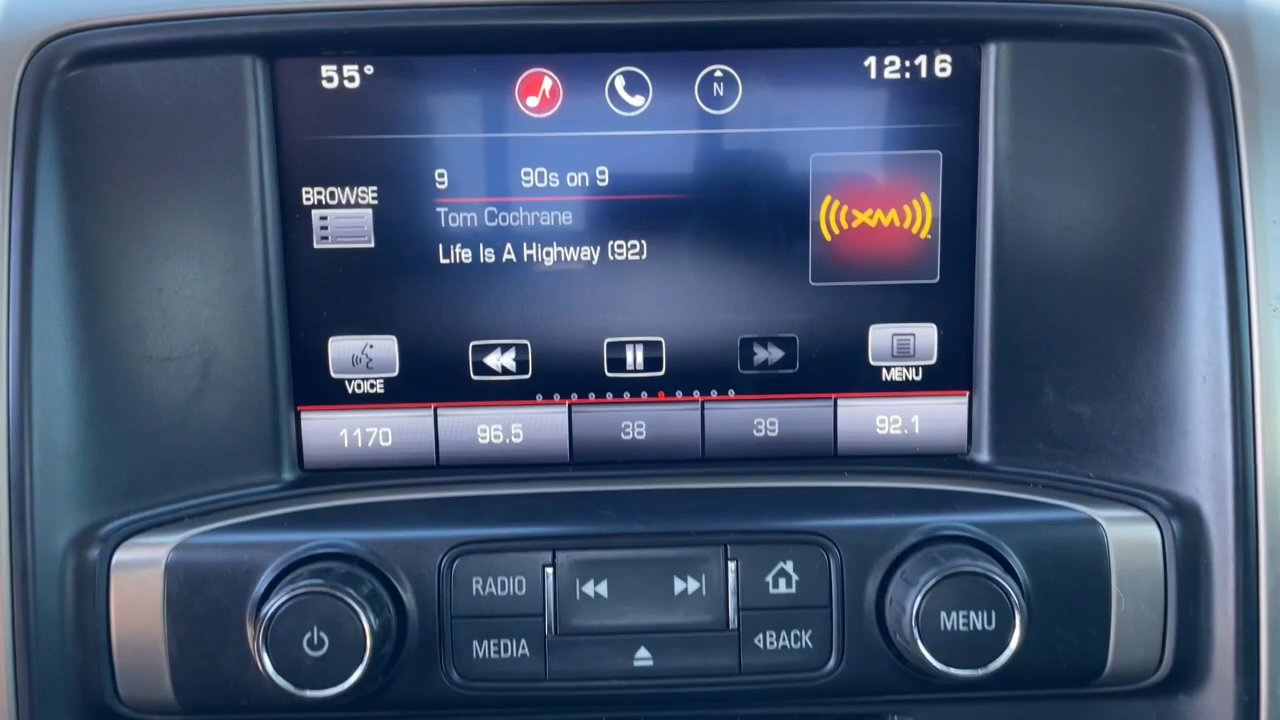 55°
N
12:16
9 90s on 9
BROWSE
Tom Cochrane
Life Is A Highway (92)
XM
VOICE
MENU
1170 96.5 38 39 92.1
RADIO
MEDIA
BACK
MENU